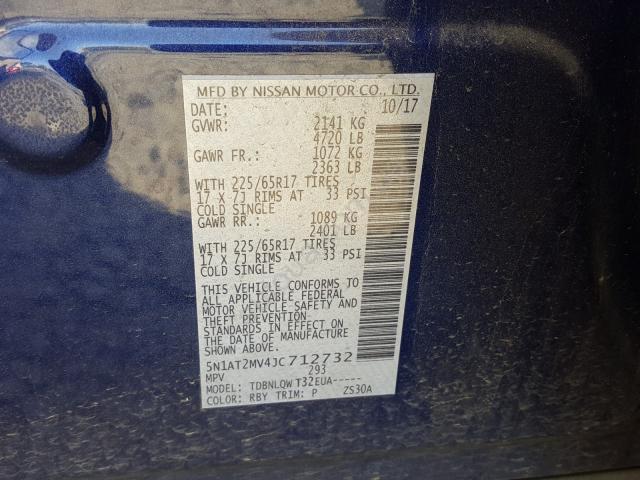 MFD BY NISSAN MOTOR CO., LTD.
DATE: 10/17
GVWR: 2141 KG
4720 LB
GAWR FR.: 1072 KG
2363 LB
WITH 225/65R17 TIRES
17 X 7J RIMS AT 33 PSI
COLD SINGLE
GAWR RR.: 1089 KG
2401 LB
WITH 225/65R17 TIRES
17 X 7J RIMS AT 33 PSI
COLD SINGLE
THIS VEHICLE CONFORMS TO
ALL APPLICABLE FEDERAL
MOTOR VEHICLE SAFETY AND
THEFT PREVENTION
STANDARDS IN EFFECT ON
THE DATE OF MANUFACTURE
SHOWN ABOVE.
5N1AT2MV4JC712732
MPV 293
MODEL: TDBNLQWT32EUA-----
COLOR: RBY TRIM: P ZS30A